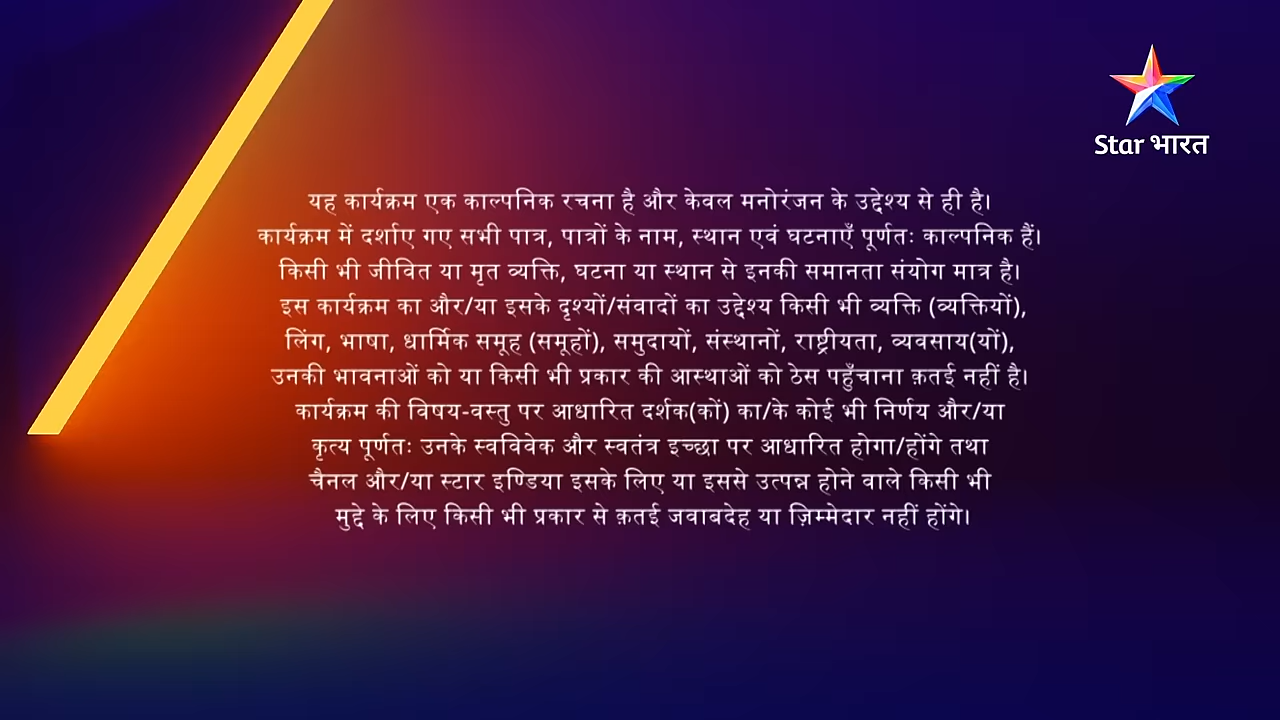 Star भारत
यह कार्यक्रम एक काल्पनिक रचना है और केवल मनोरंजन के उद्देश्य से ही है।
कार्यक्रम में दर्शाए गए सभी पात्र, पात्रों के नाम, स्थान एवं घटनाएँ पूर्णतः काल्पनिक हैं।
किसी भी जीवित या मृत व्यक्ति, घटना या स्थान से इनकी समानता संयोग मात्र है।
इस कार्यक्रम का और/या इसके दृश्यों/संवादों का उद्देश्य किसी भी व्यक्ति (व्यक्तियों),
लिंग, भाषा, धार्मिक समूह (समूहों), समुदायों, संस्थानों, राष्ट्रीयता, व्यवसाय(यों),
उनकी भावनाओं को या किसी भी प्रकार की आस्थाओं को ठेस पहुँचाना क़तई नहीं है।
कार्यक्रम की विषय-वस्तु पर आधारित दर्शक(कों) का/के कोई भी निर्णय और/या
कृत्य पूर्णतः उनके स्वविवेक और स्वतंत्र इच्छा पर आधारित होगा/होंगे तथा
चैनल और/या स्टार इण्डिया इसके लिए या इससे उत्पन्न होने वाले किसी भी
मुद्दे के लिए किसी भी प्रकार से क़तई जवाबदेह या ज़िम्मेदार नहीं होंगे।